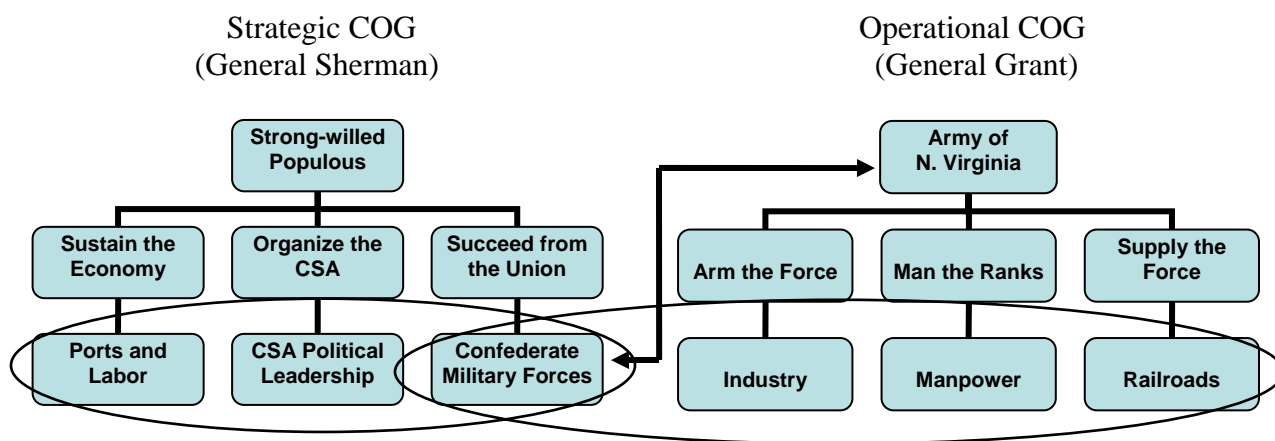 Strategic COG
(General Sherman)
Operational COG
(General Grant)
Strong-willed
Populous
Army of
N. Virginia
Sustain the
Economy
Organize the
CSA
Succeed from
the Union
Arm the Force
Man the Ranks
Supply the
Force
Ports and
Labor
CSA Political
Leadership
Confederate
Military Forces
Industry
Manpower
Railroads